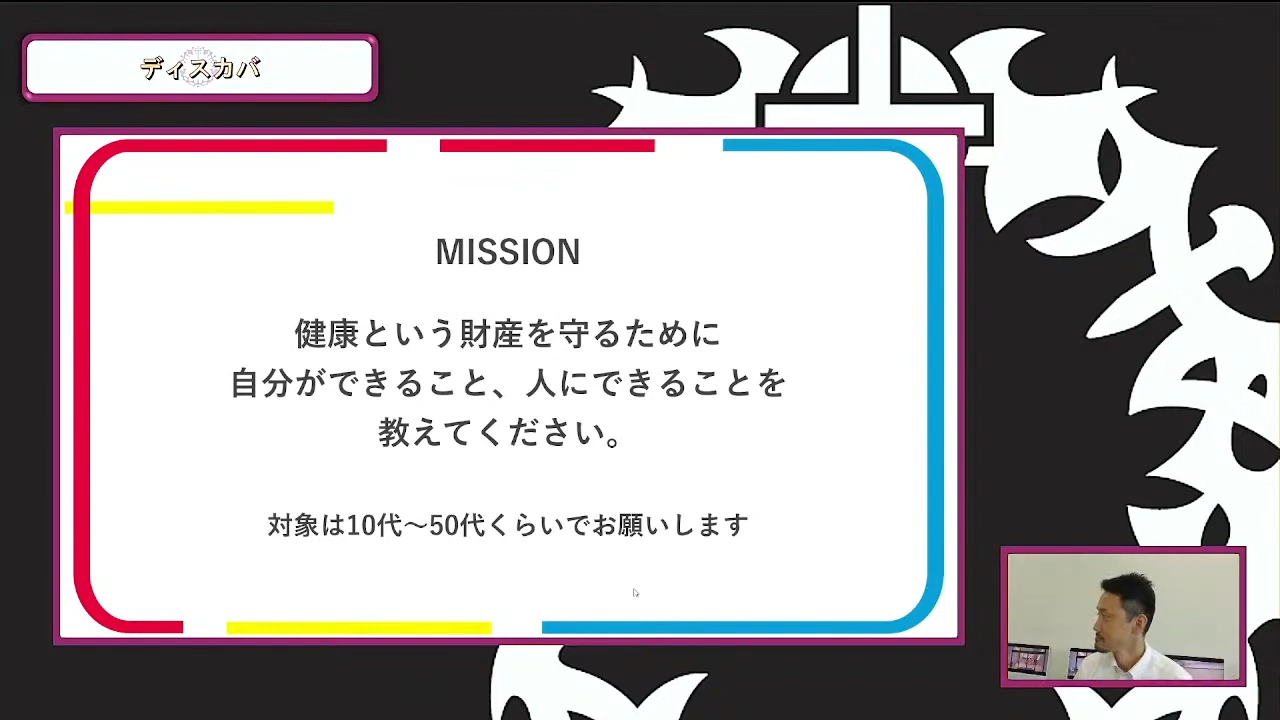 ディスカバ
MISSION
健康という財産を守るために
自分ができること、人にできることを
教えてください。
対象は10代～50代くらいでお願いします